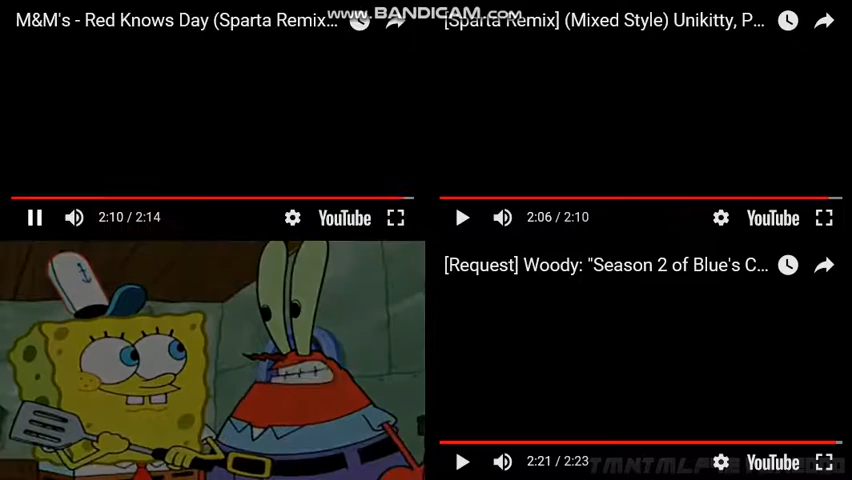 www.BANDICAM.com
M&M's - Red Knows Day (Sparta Remix...
[Sparta Remix] (Mixed Style) Unikitty, P...
2:10 / 2:14
YouTube
2:06 / 2:10
YouTube
[Request] Woody: "Season 2 of Blue's C...
2:21 / 2:23
YouTube